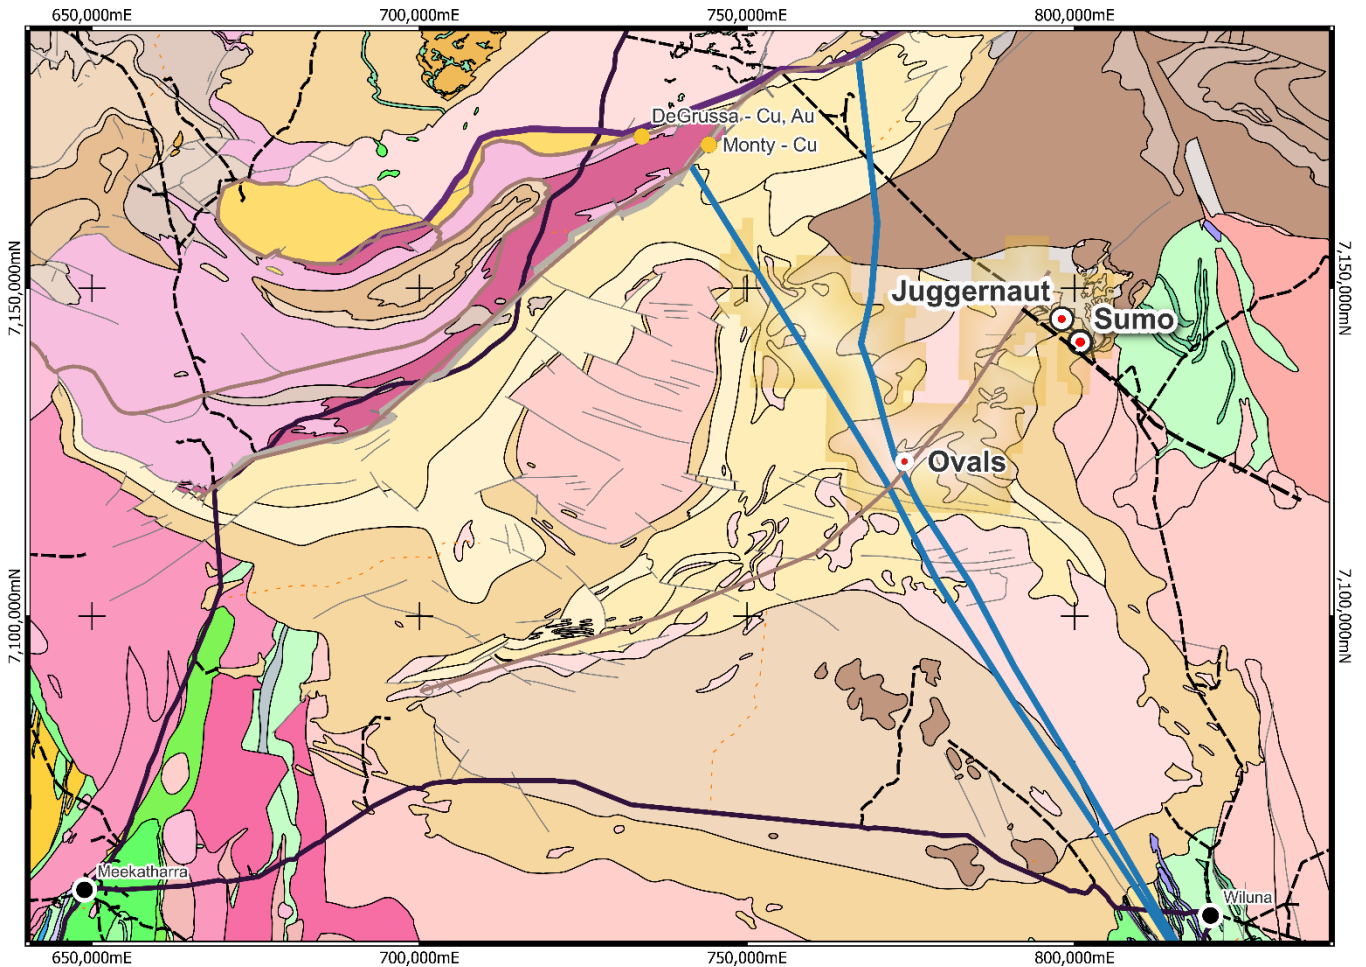 650,000mE
700,000mE
750,000mE
800,000mE
DeGrussa - Cu, Au
Monty - Cu
7,150,000mN
7,150,000mN
Juggernaut
Sumo
Ovals
7,100,000mN
7,100,000mN
Meekatharra
Wiluna
650,000mE
700,000mE
750,000mE
800,000mE